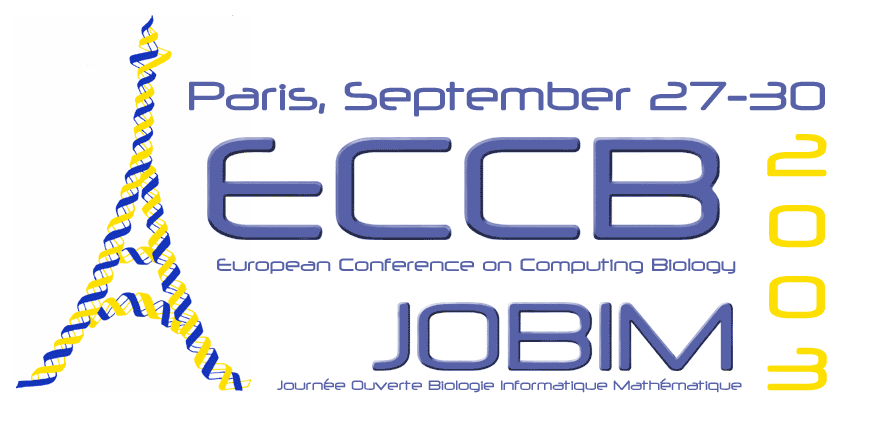 Paris, September 27-30
ECCB
European Conference on Computing Biology
JOBIM
Journée Ouverte Biologie Informatique Mathématique
2003